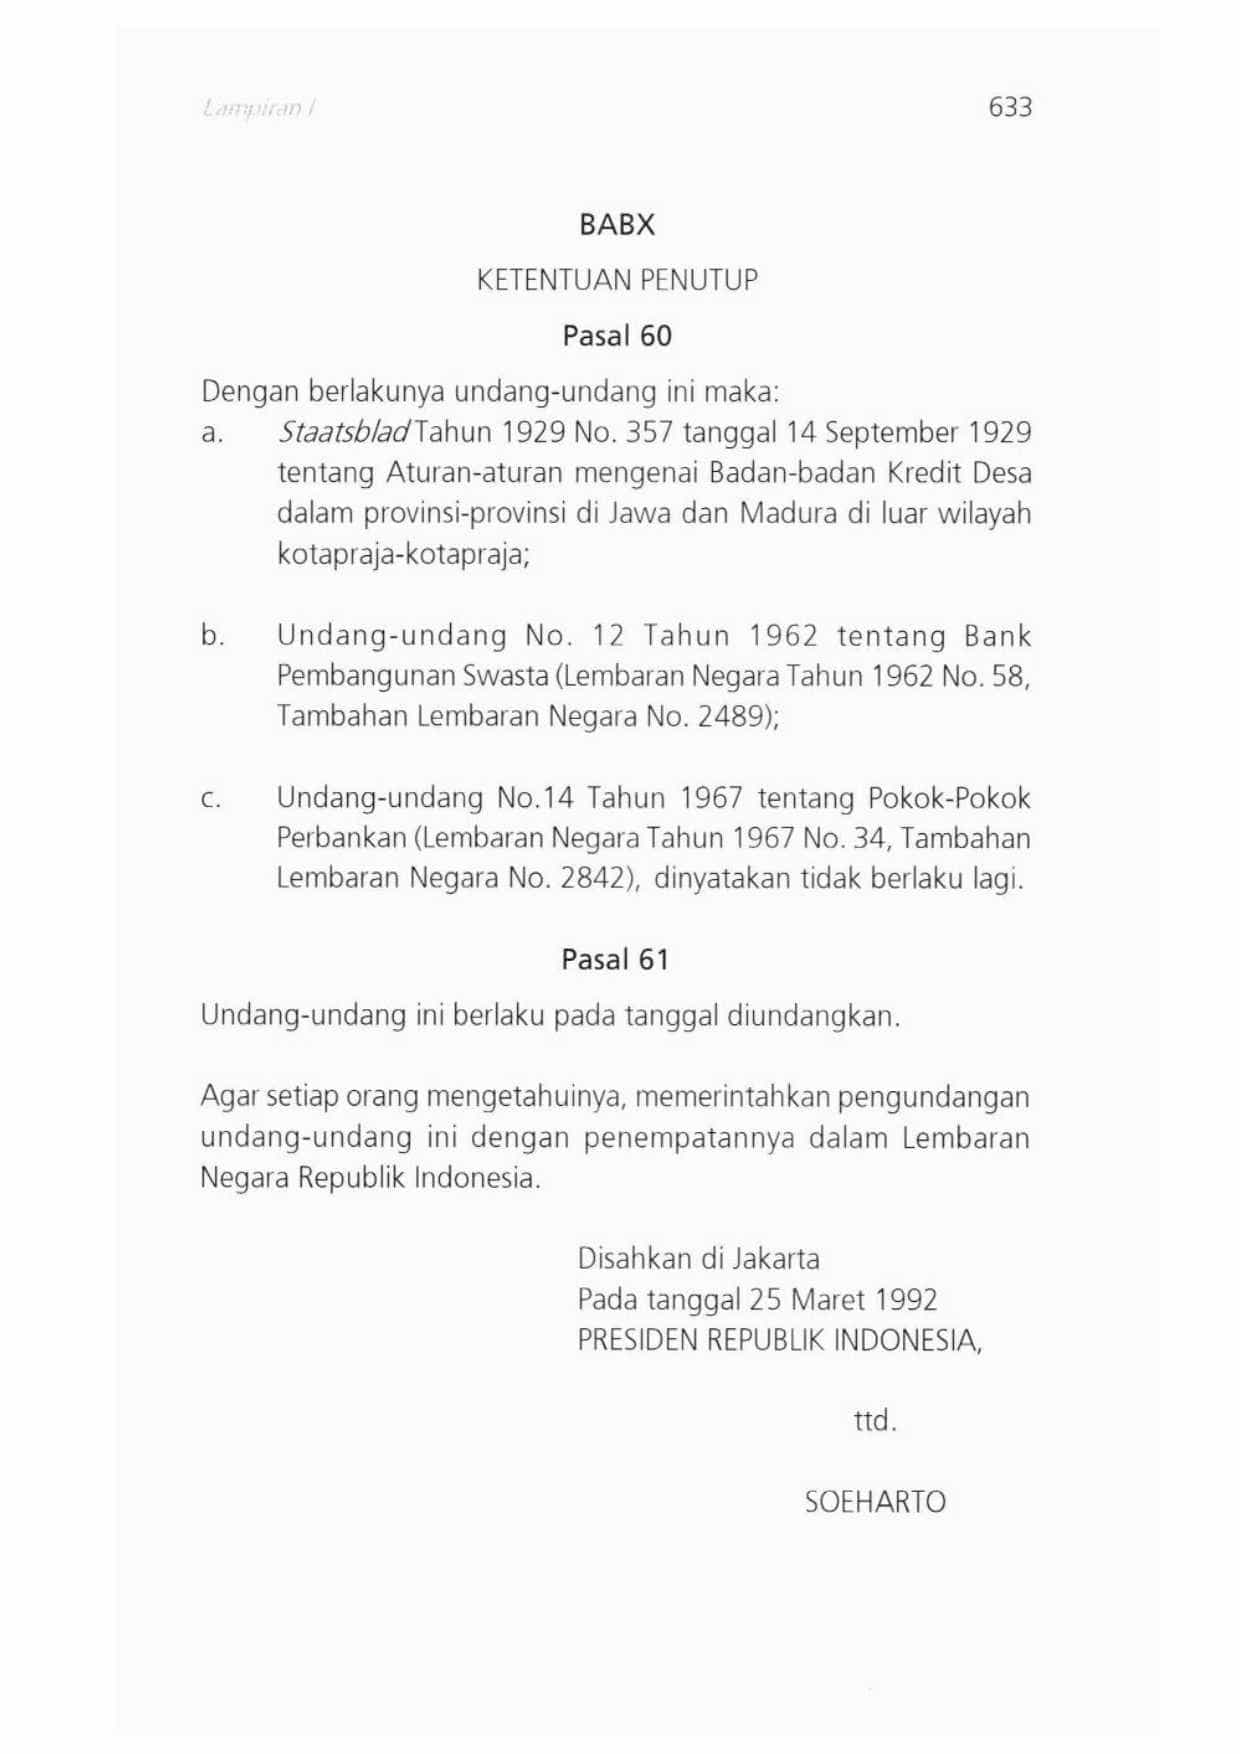 Lampiran I
633
BABX
KETENTUAN PENUTUP
Pasal 60
Dengan berlakunya undang-undang ini maka:
a. Staatsblad Tahun 1929 No. 357 tanggal 14 September 1929
tentang Aturan-aturan mengenai Badan-badan Kredit Desa
dalam provinsi-provinsi di Jawa dan Madura di luar wilayah
kotapraja-kotapraja;
b. Undang-undang No. 12 Tahun 1962 tentang Bank
Pembangunan Swasta (Lembaran Negara Tahun 1962 No. 58,
Tambahan Lembaran Negara No. 2489);
c. Undang-undang No.14 Tahun 1967 tentang Pokok-Pokok
Perbankan (Lembaran Negara Tahun 1967 No. 34, Tambahan
Lembaran Negara No. 2842), dinyatakan tidak berlaku lagi.
Pasal 61
Undang-undang ini berlaku pada tanggal diundangkan.
Agar setiap orang mengetahuinya, memerintahkan pengundangan
undang-undang ini dengan penempatannya dalam Lembaran
Negara Republik Indonesia.
Disahkan di Jakarta
Pada tanggal 25 Maret 1992
PRESIDEN REPUBLIK INDONESIA,
ttd.
SOEHARTO